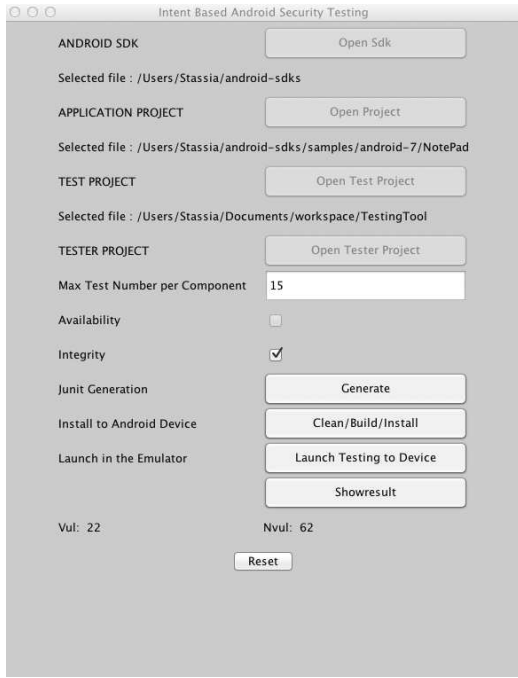 Intent Based Android Security Testing
ANDROID SDK Open Sdk
Selected file : /Users/Stassia/android-sdks
APPLICATION PROJECT Open Project
Selected file : /Users/Stassia/android-sdks/samples/android-7/NotePad
TEST PROJECT Open Test Project
Selected file : /Users/Stassia/Documents/workspace/TestingTool
TESTER PROJECT Open Tester Project
Max Test Number per Component 15
Availability
Integrity
Junit Generation Generate
Install to Android Device Clean/Build/Install
Launch in the Emulator Launch Testing to Device
Showresult
Vul: 22 Nvul: 62
Reset